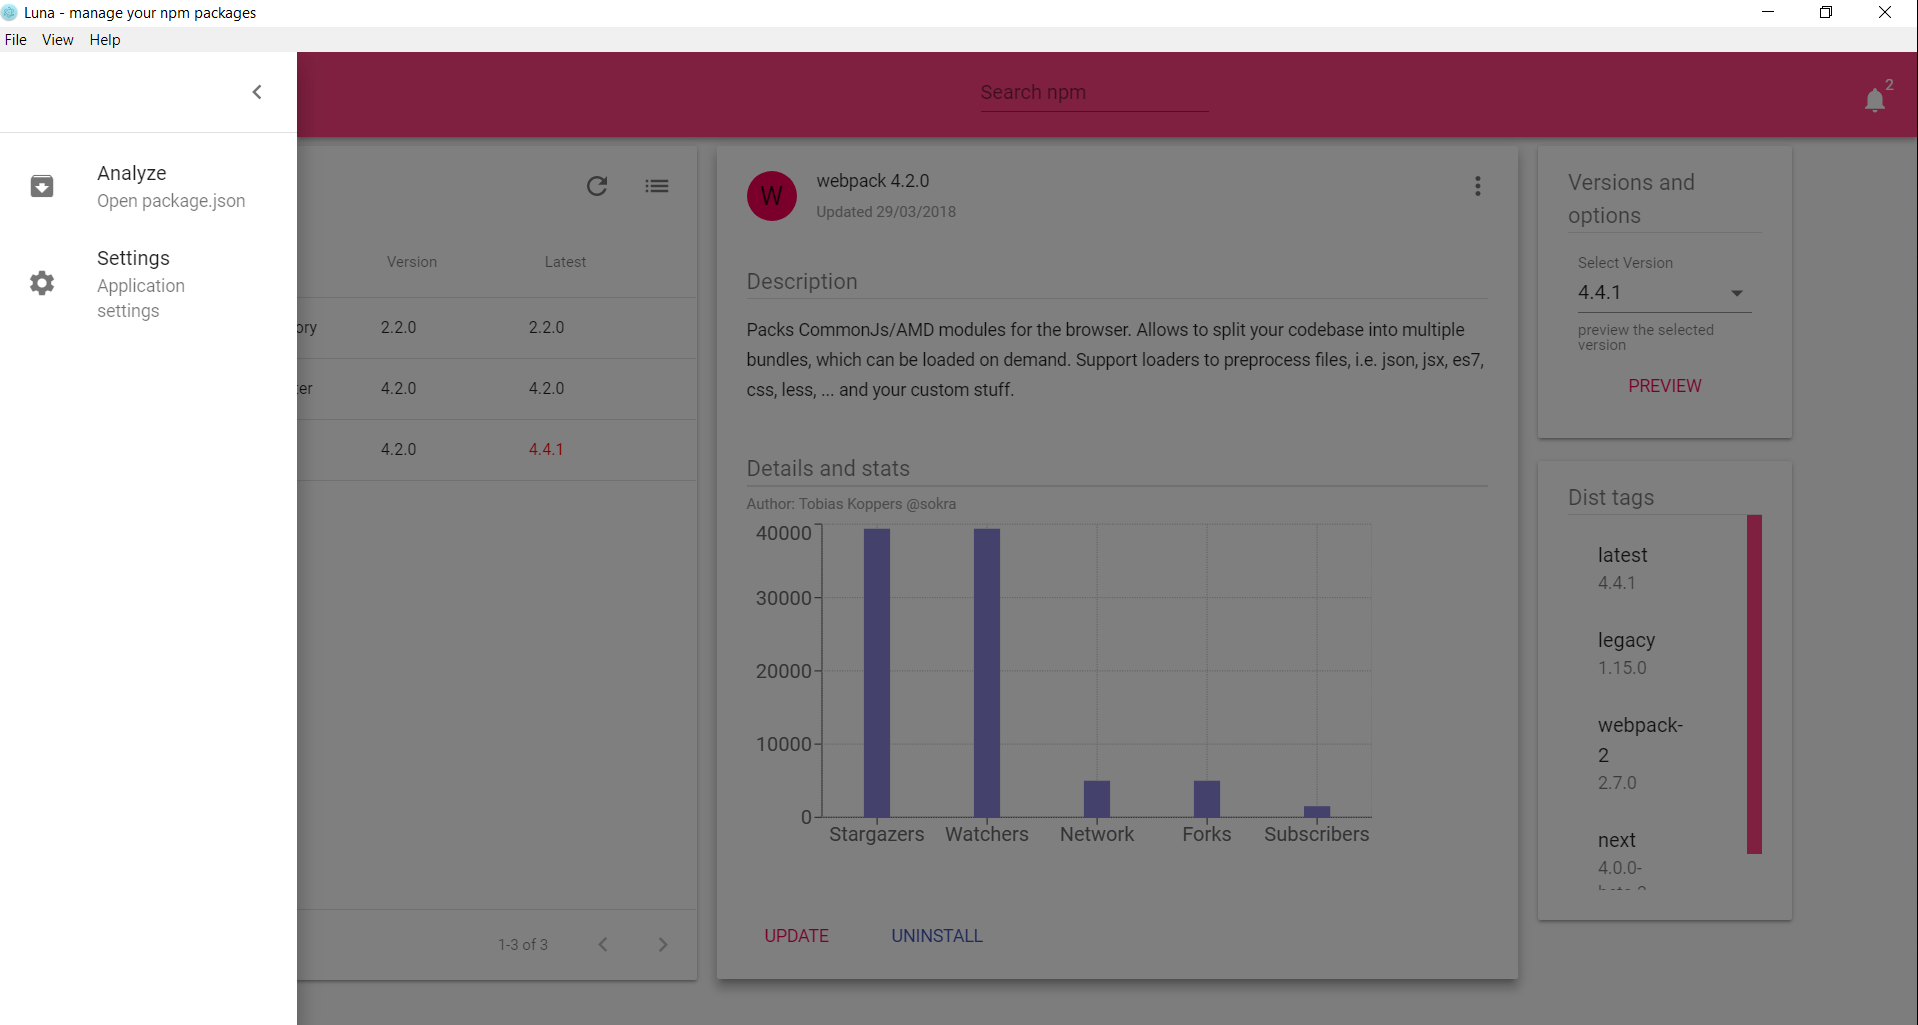 Luna - manage your npm packages
File View Help
Search npm
2
Analyze
Open package.json
Settings
Application
settings
Version Latest
ory 2.2.0 2.2.0
er 4.2.0 4.2.0
4.2.0 4.4.1
1-3 of 3
W
webpack 4.2.0
Updated 29/03/2018
Description
Packs CommonJs/AMD modules for the browser. Allows to split your codebase into multiple
bundles, which can be loaded on demand. Support loaders to preprocess files, i.e. json, jsx, es7,
css, less, ... and your custom stuff.
Details and stats
Author: Tobias Koppers @sokra
40000
30000
20000
10000
0
Stargazers Watchers Network Forks Subscribers
UPDATE UNINSTALL
Versions and
options
Select Version
4.4.1
preview the selected
version
PREVIEW
Dist tags
latest
4.4.1
legacy
1.15.0
webpack-
2
2.7.0
next
4.0.0-